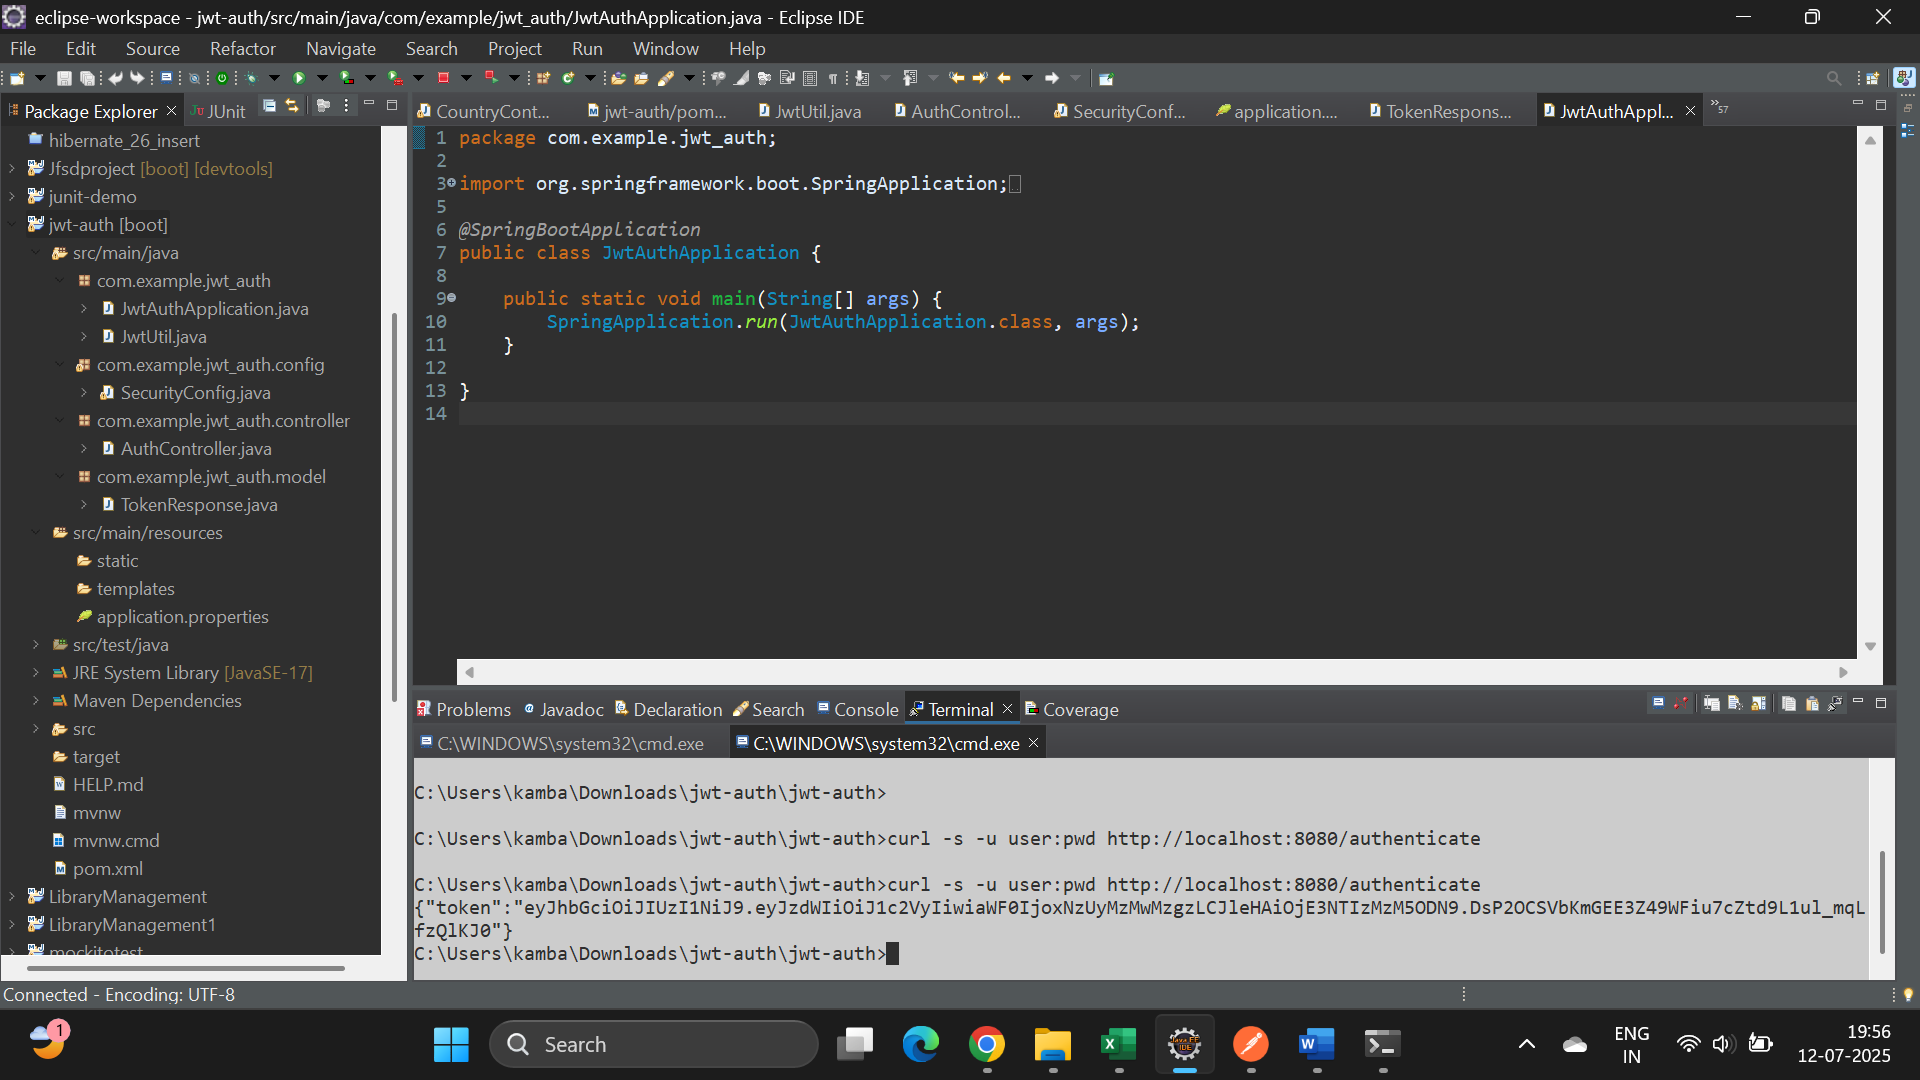 eclipse-workspace - jwt-auth/src/main/java/com/example/jwt_auth/JwtAuthApplication.java - Eclipse IDE
File Edit Source Refactor Navigate Search Project Run Window Help
Package Explorer
JUnit
hibernate_26_insert
Jfsdproject [boot] [devtools]
junit-demo
jwt-auth [boot]
src/main/java
com.example.jwt_auth
JwtAuthApplication.java
JwtUtil.java
com.example.jwt_auth.config
SecurityConfig.java
com.example.jwt_auth.controller
AuthController.java
com.example.jwt_auth.model
TokenResponse.java
src/main/resources
static
templates
application.properties
src/test/java
JRE System Library [JavaSE-17]
Maven Dependencies
src
target
HELP.md
mvnw
mvnw.cmd
pom.xml
LibraryManagement
LibraryManagement1
mockitotest
CountryCont... jwt-auth/pom... JwtUtil.java AuthControl... SecurityConf... application.... TokenRespons... JwtAuthAppl... »57
1 package com.example.jwt_auth;
2
3 import org.springframework.boot.SpringApplication;
5
6 @SpringBootApplication
7 public class JwtAuthApplication {
8
9 public static void main(String[] args) {
10 SpringApplication.run(JwtAuthApplication.class, args);
11 }
12
13 }
14
Problems Javadoc Declaration Search Console Terminal Coverage
C:\WINDOWS\system32\cmd.exe C:\WINDOWS\system32\cmd.exe
C:\Users\kamba\Downloads\jwt-auth\jwt-auth>
C:\Users\kamba\Downloads\jwt-auth\jwt-auth>curl -s -u user:pwd http://localhost:8080/authenticate
C:\Users\kamba\Downloads\jwt-auth\jwt-auth>curl -s -u user:pwd http://localhost:8080/authenticate
{"token":"eyJhbGciOiJIUzI1NiJ9.eyJzdWIiOiJ1c2VyIiwiaWF0IjoxNzUyMzMwMzgzLCJleHAiOjE3NTIzMzM5ODN9.DsP2OCSVbKmGEE3Z49WFiu7cZtd9L1ul_mqL
fzQlKJ0"}
C:\Users\kamba\Downloads\jwt-auth\jwt-auth>
Connected - Encoding: UTF-8
1
Search
ENG
IN
19:56
12-07-2025